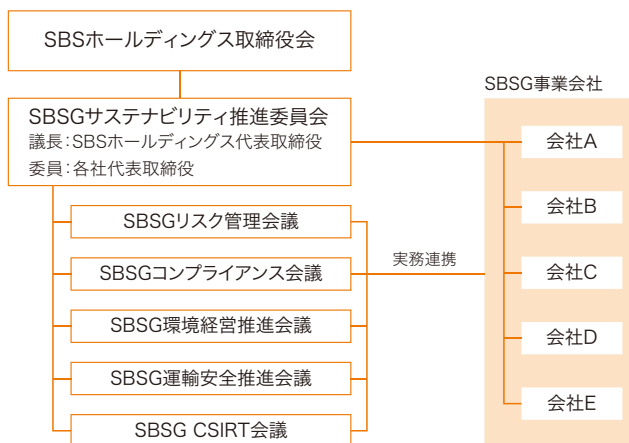 SBSホールディングス取締役会
SBSGサステナビリティ推進委員会
議長：SBSホールディングス代表取締役
委員：各社代表取締役
SBSGリスク管理会議
SBSGコンプライアンス会議
SBSG環境経営推進会議
SBSG運輸安全推進会議
SBSG CSIRT会議
実務連携
SBSG事業会社
会社A
会社B
会社C
会社D
会社E